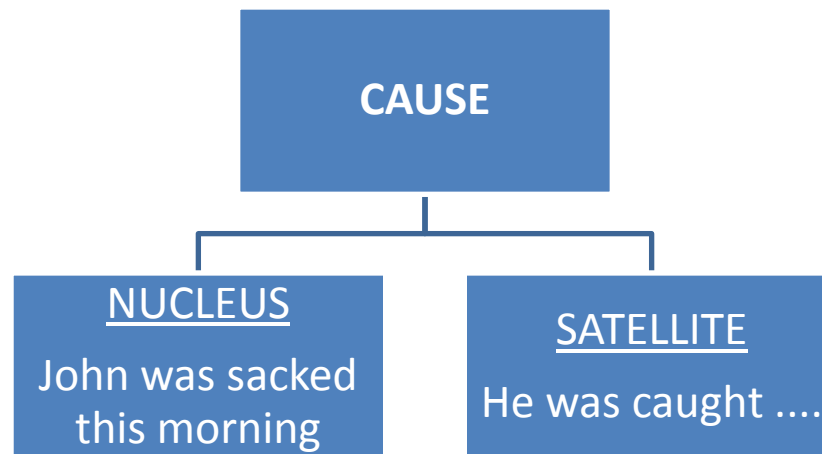 CAUSE
NUCLEUS
John was sacked
this morning
SATELLITE
He was caught ....